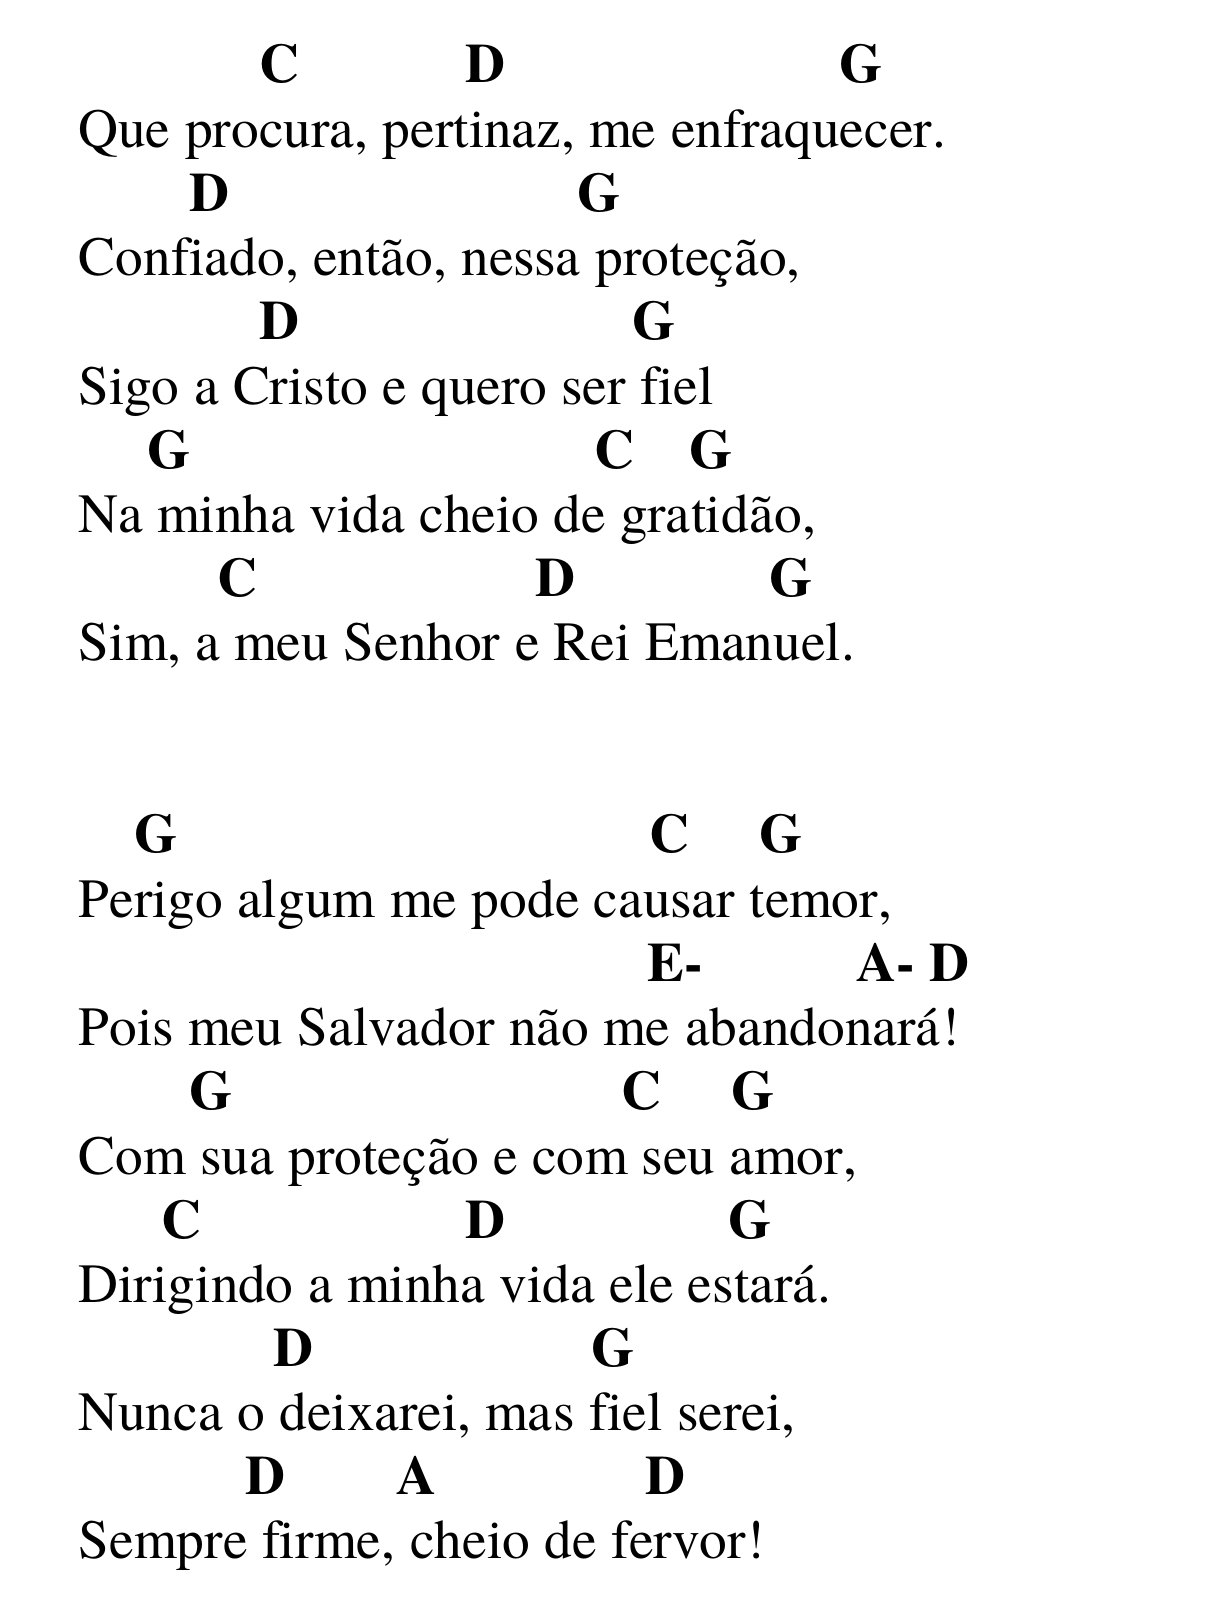 C D G
Que procura, pertinaz, me enfraquecer.
D G
Confiado, então, nessa proteção,
D G
Sigo a Cristo e quero ser fiel
G C G
Na minha vida cheio de gratidão,
C D G
Sim, a meu Senhor e Rei Emanuel.
G C G
Perigo algum me pode causar temor,
E- A- D
Pois meu Salvador não me abandonará!
G C G
Com sua proteção e com seu amor,
C D G
Dirigindo a minha vida ele estará.
D G
Nunca o deixarei, mas fiel serei,
D A D
Sempre firme, cheio de fervor!